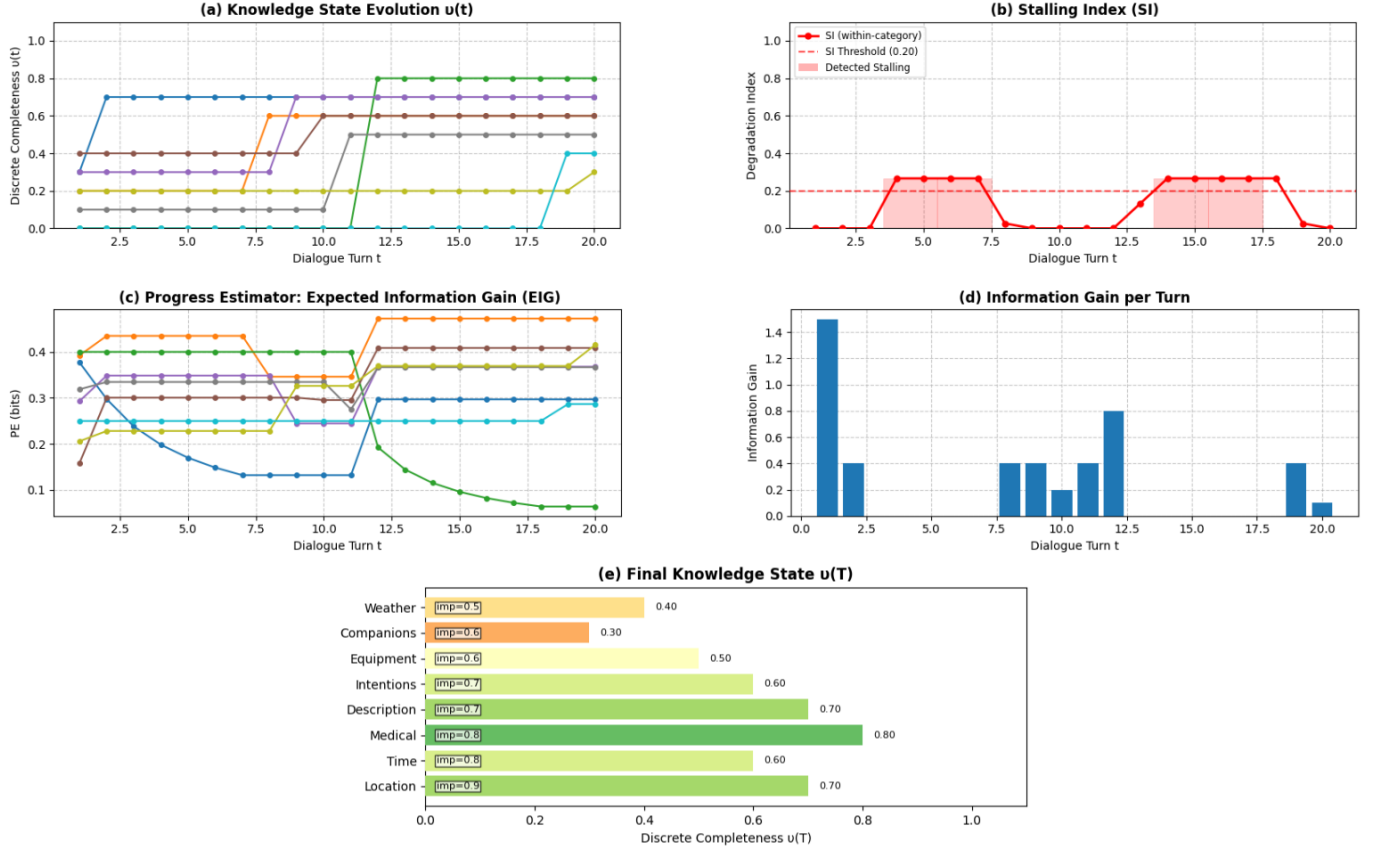 (a) Knowledge State Evolution υ(t)
Discrete Completeness υ(t)
1.0
0.8
0.6
0.4
0.2
0.0
2.5 5.0 7.5 10.0 12.5 15.0 17.5 20.0
Dialogue Turn t
(b) Stalling Index (SI)
Degradation Index
1.0
0.8
0.6
0.4
0.2
0.0
SI (within-category)
SI Threshold (0.20)
Detected Stalling
2.5 5.0 7.5 10.0 12.5 15.0 17.5 20.0
Dialogue Turn t
(c) Progress Estimator: Expected Information Gain (EIG)
PE (bits)
0.4
0.3
0.2
0.1
2.5 5.0 7.5 10.0 12.5 15.0 17.5 20.0
Dialogue Turn t
(d) Information Gain per Turn
Information Gain
1.4
1.2
1.0
0.8
0.6
0.4
0.2
0.0
0.0 2.5 5.0 7.5 10.0 12.5 15.0 17.5 20.0
Dialogue Turn t
(e) Final Knowledge State υ(T)
Weather imp=0.5 0.40
Companions imp=0.6 0.30
Equipment imp=0.6 0.50
Intentions imp=0.7 0.60
Description imp=0.7 0.70
Medical imp=0.8 0.80
Time imp=0.8 0.60
Location imp=0.9 0.70
0.0 0.2 0.4 0.6 0.8 1.0
Discrete Completeness υ(T)